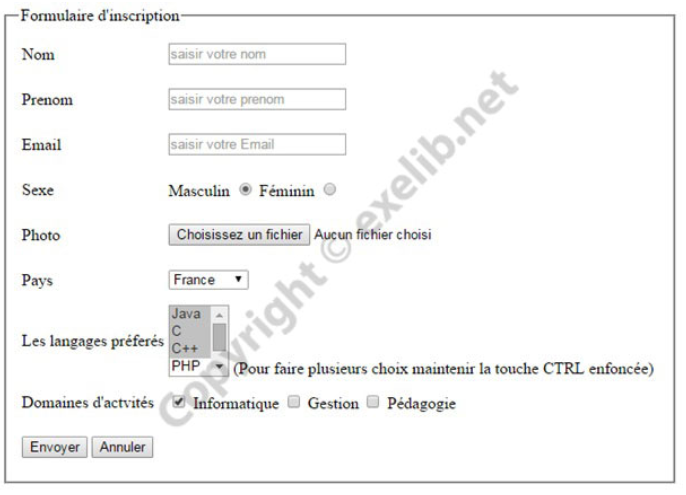 Formulaire d'inscription
Nom saisir votre nom
Prenom saisir votre prenom
Email saisir votre Email
Sexe Masculin Féminin
Photo Choisissez un fichier Aucun fichier choisi
Pays France
Java
C
Les langages préferés
C++
PHP (Pour faire plusieurs choix maintenir la touche CTRL enfoncée)
Domaines d'actvités Informatique Gestion Pédagogie
Envoyer Annuler
Copyright © exelib.net